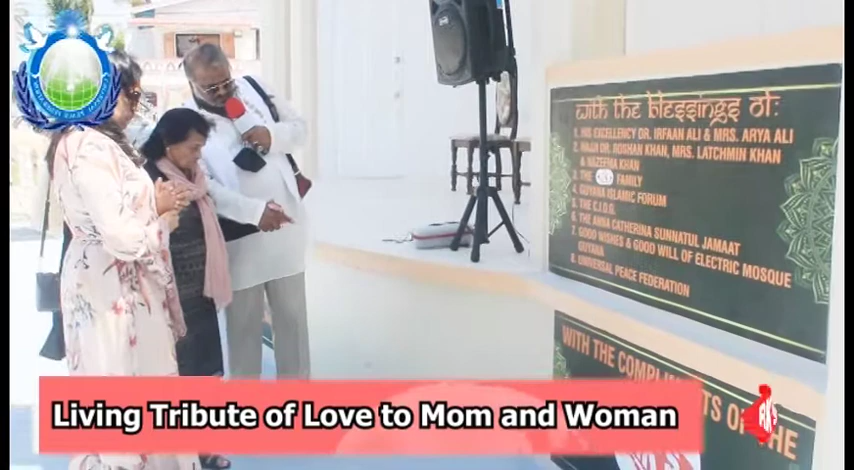 with the blessings of:
1. HIS EXCELLENCY DR. IRFAAN ALI & MRS. ARYA ALI
2. HAJJI DR. ROSHAN KHAN, MRS. LATCHMIN KHAN
& NAZEEMA KHAN
3. THE FAMILY
4. GUYANA ISLAMIC FORUM
5. THE C.I.O.G.
6. THE ANNA CATHERINA SUNNATUL JAMAAT
7. GOOD WISHES & GOOD WILL OF ELECTRIC MOSQUE
GUYANA
8. UNIVERSAL PEACE FEDERATION
WITH THE COMPLIMENTS OF
THE
Living Tribute of Love to Mom and Woman
RKS